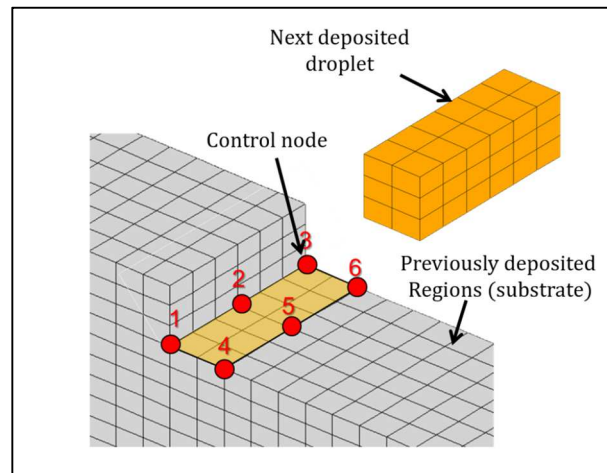 Next deposited
droplet
Control node
3
6
2
Previously deposited
Regions (substrate)
5
1
4